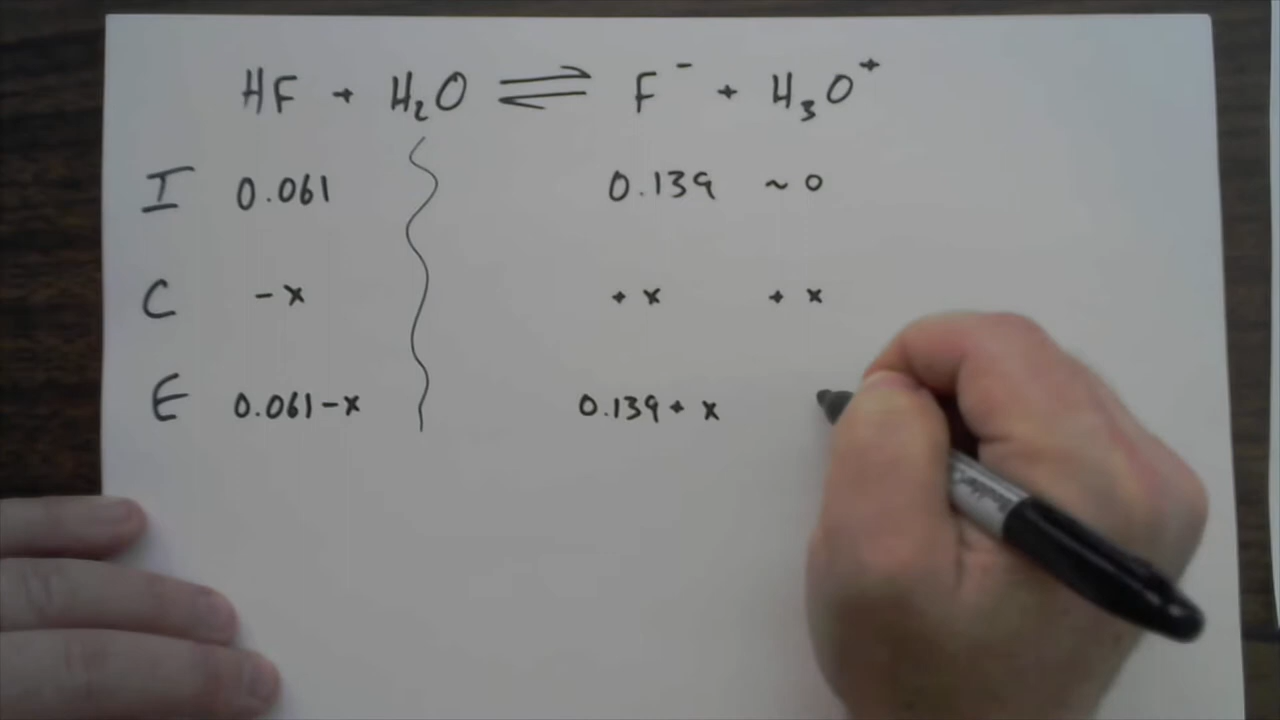 HF + H₂O ⇌ F⁻ + H₃O⁺
I 0.061 0.139 ~0
C -x +x +x
E 0.061-x 0.139+x